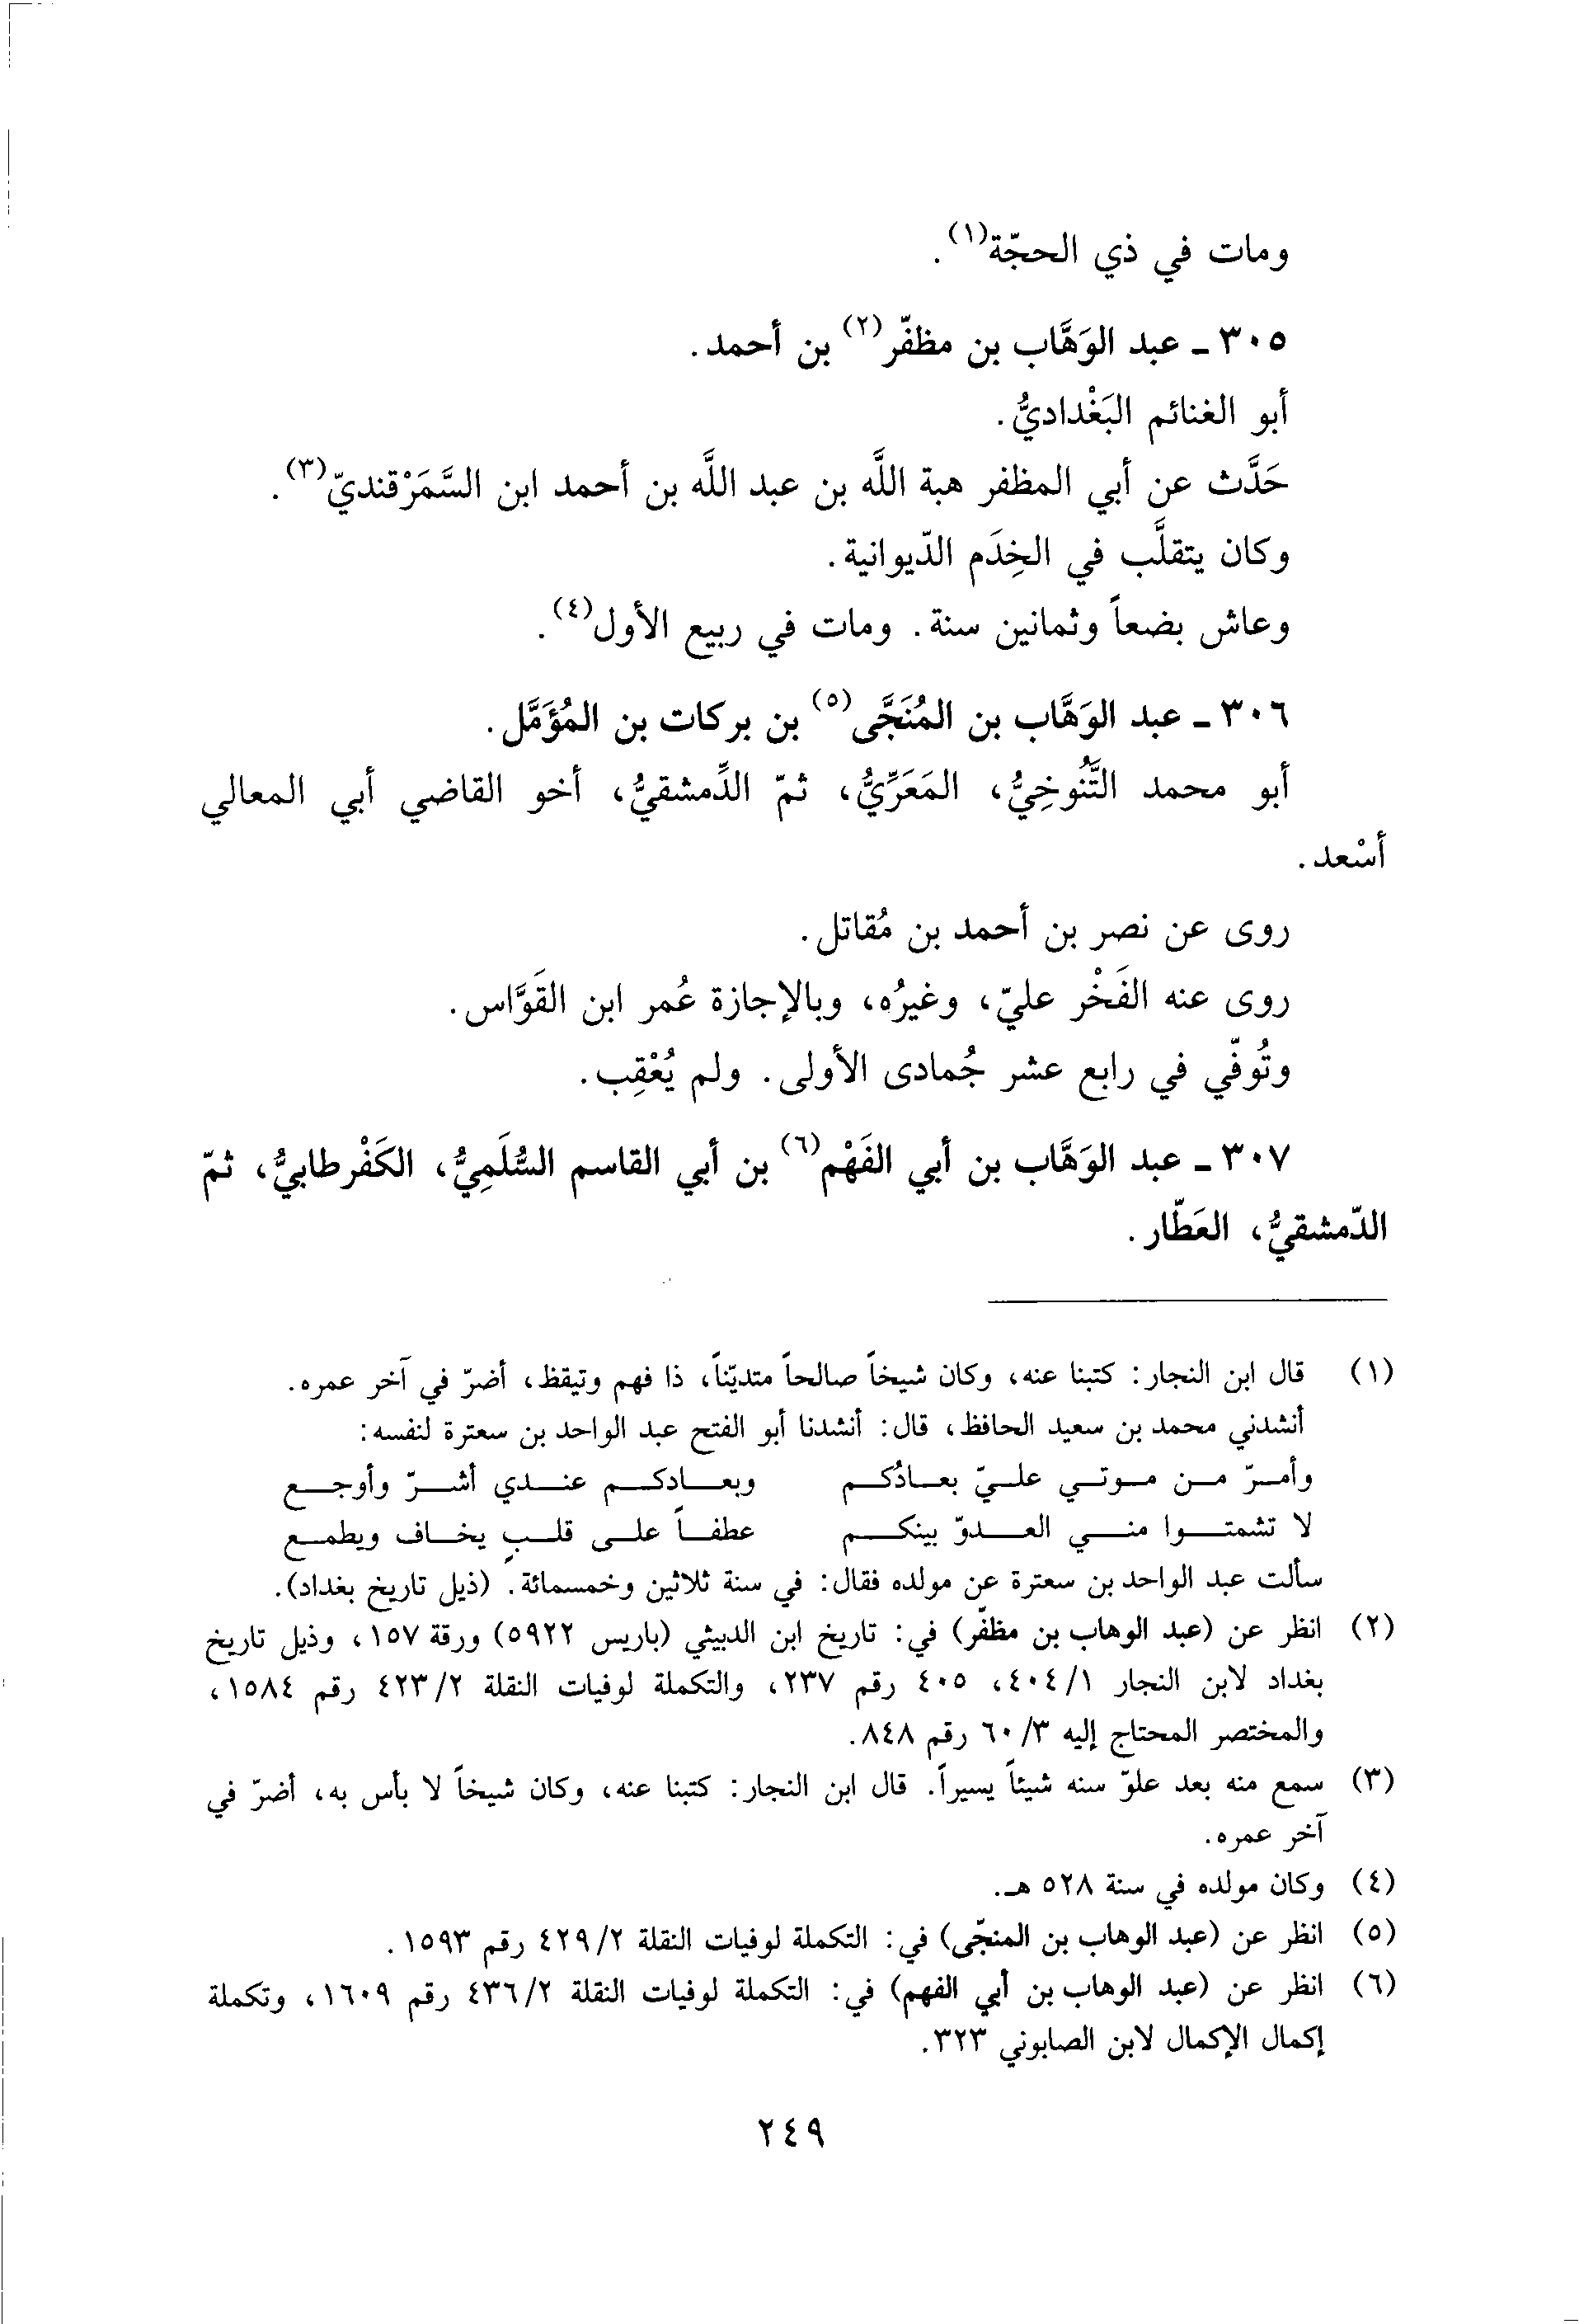 ومات في ذي الحجّة(١).
٣٠٥ ـ عبد الوَهَّاب بن مظفّر(٢) بن أحمد.
أبو الغنائم البَغْداديُّ.
حَدَّث عن أبي المظفر هبة اللَّه بن عبد اللَّه بن أحمد ابن السَّمَرْقنديّ(٣).
وكان يتقلَّب في الخِدَم الدّيوانية.
وعاش بضعاً وثمانين سنة. ومات في ربيع الأول(٤).
٣٠٦ ـ عبد الوَهَّاب بن المُنَجَّى(٥) بن بركات بن المُؤَمَّل.
أبو محمد التَّنُوخِيُّ، المَعَرِّيُّ، ثمّ الدِّمشقيُّ، أخو القاضي أبي المعالي
أسْعد.
روى عن نصر بن أحمد بن مُقاتل.
روى عنه الفَخْر عليّ، وغيرُه، وبالإجازة عُمر ابن القَوَّاس.
وتُوفّي في رابع عشر جُمادى الأولى. ولم يُعْقِب.
٣٠٧ ـ عبد الوَهَّاب بن أبي الفَهْم(٦) بن أبي القاسم السُّلَمِيُّ، الكَفْرطابيُّ، ثمّ
الدّمشقيُّ، العَطّار.
(١) قال ابن النجار: كتبنا عنه، وكان شيخاً صالحاً متديّناً، ذا فهم وتيقظ، أضرّ في آخر عمره.
أنشدني محمد بن سعيد الحافظ، قال: أنشدنا أبو الفتح عبد الواحد بن سعترة لنفسه:
وأمرّ من موتي عليّ بعادُكم وبعادكم عندي أشرّ وأوجع
لا تشمتوا مني العدوّ بينكم عطفاً على قلبٍ يخاف ويطمع
سألت عبد الواحد بن سعترة عن مولده فقال: في سنة ثلاثين وخمسمائة. (ذيل تاريخ بغداد).
(٢) انظر عن (عبد الوهاب بن مظفّر) في: تاريخ ابن الدبيثي (باريس ٥٩٢٢) ورقة ١٥٧، وذيل تاريخ
بغداد لابن النجار ١/٤٠٤، ٤٠٥ رقم ٢٣٧، والتكملة لوفيات النقلة ٢/٤٢٣ رقم ١٥٨٤،
والمختصر المحتاج إليه ٣/٦٠ رقم ٨٤٨.
(٣) سمع منه بعد علوّ سنه شيئاً يسيراً. قال ابن النجار: كتبنا عنه، وكان شيخاً لا بأس به، أضرّ في
آخر عمره.
(٤) وكان مولده في سنة ٥٢٨ هـ.
(٥) انظر عن (عبد الوهاب بن المنجّى) في: التكملة لوفيات النقلة ٢/٤٢٩ رقم ١٥٩٣.
(٦) انظر عن (عبد الوهاب بن أبي الفهم) في: التكملة لوفيات النقلة ٢/٤٣٦ رقم ١٦٠٩، وتكملة
إكمال الإكمال لابن الصابوني ٣٢٣.
٢٤٩